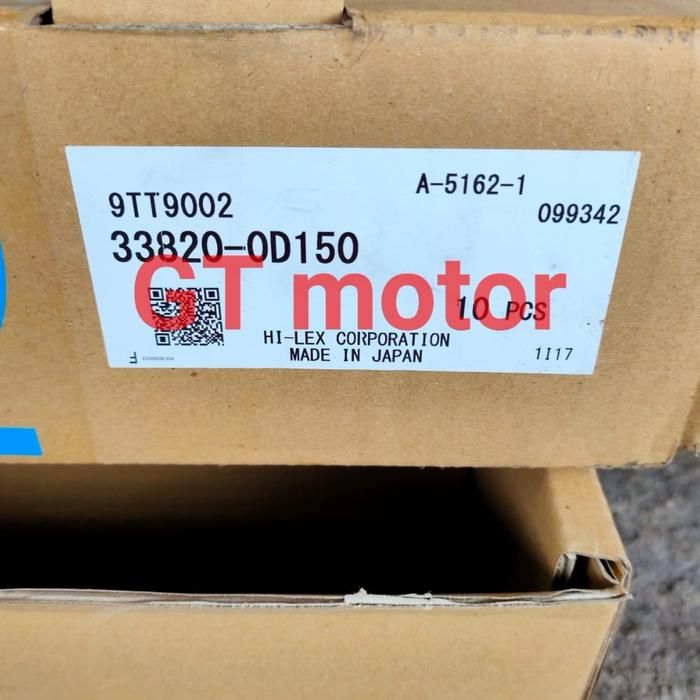 9TT9002
A-5162-1
099342
33820-0D150
GT motor
10 PCS
HI-LEX CORPORATION
MADE IN JAPAN
1I17
F